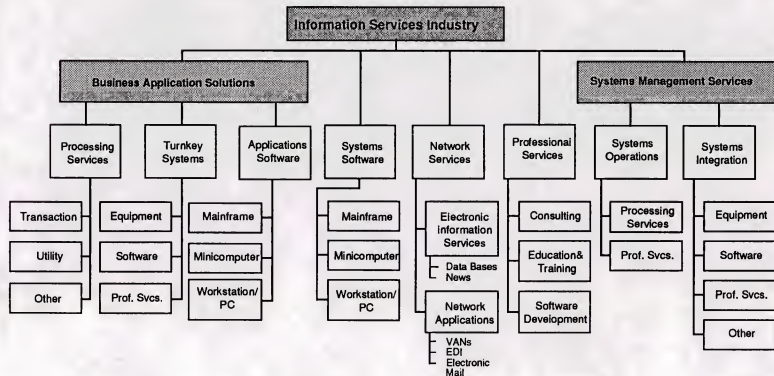 Information Services Industry
Business Application Solutions
Systems Management Services
Processing
Services
Turnkey
Systems
Applications
Software
Systems
Software
Network
Services
Professional
Services
Systems
Operations
Systems
Integration
Transaction
Utility
Other
Equipment
Software
Prof. Svcs.
Mainframe
Minicomputer
Workstation/
PC
Mainframe
Minicomputer
Workstation/
PC
Electronic
Information
Services
Data Bases
News
Network
Applications
VANs
EDI
Electronic
Mail
Consulting
Education&
Training
Software
Development
Processing
Services
Prof. Svcs.
Equipment
Software
Prof. Svcs.
Other